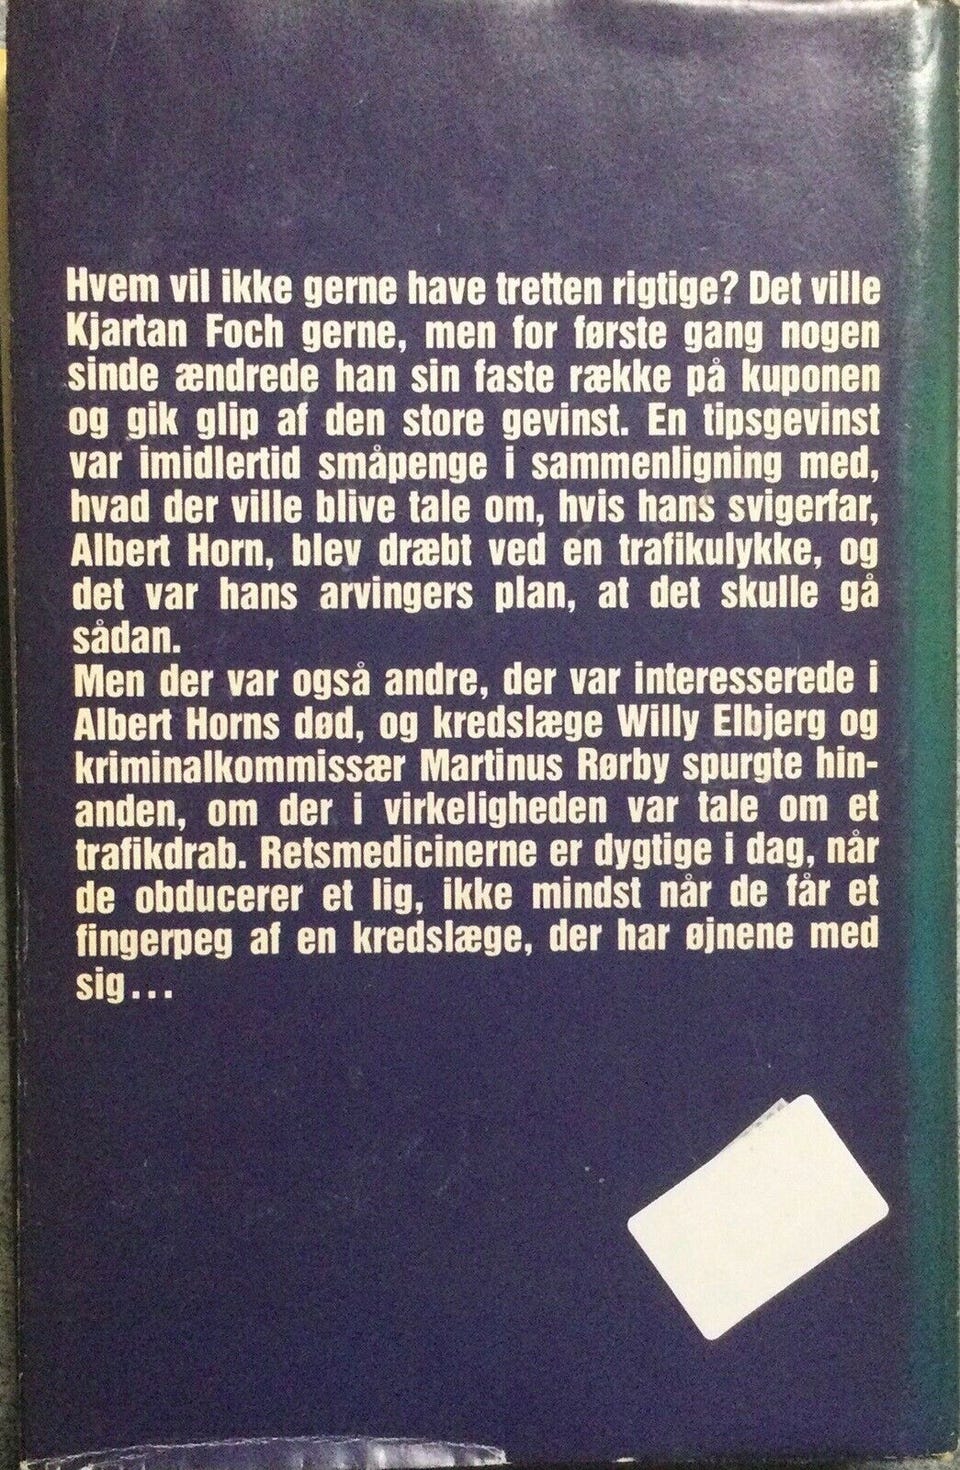 Hvem vil ikke gerne have tretten rigtige? Det ville
Kjartan Foch gerne, men for første gang nogen
sinde ændrede han sin faste række på kuponen
og gik glip af den store gevinst. En tipsgevinst
var imidlertid småpenge i sammenligning med,
hvad der ville blive tale om, hvis hans svigerfar,
Albert Horn, blev dræbt ved en trafikulykke, og
det var hans arvingers plan, at det skulle gå
sådan.
Men der var også andre, der var interesserede i
Albert Horns død, og kredslæge Willy Elbjerg og
kriminalkommissær Martinus Rørby spurgte hin-
anden, om der i virkeligheden var tale om et
trafikdrab. Retsmedicinerne er dygtige i dag, når
de obducerer et lig, ikke mindst når de får et
fingerpeg af en kredslæge, der har øjnene med
sig...